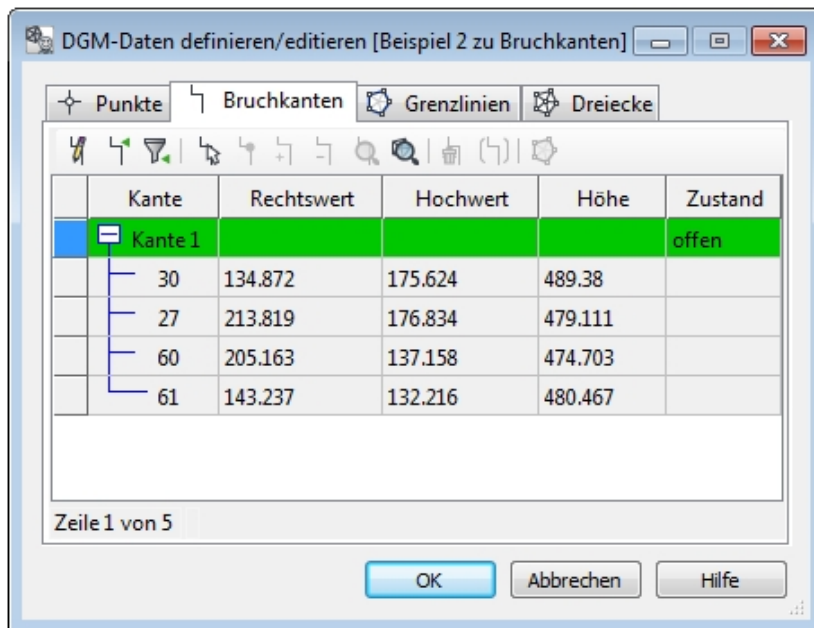 DGM-Daten definieren/editieren [Beispiel 2 zu Bruchkanten]
Punkte Bruchkanten Grenzlinien Dreiecke
Kante Rechtswert Hochwert Höhe Zustand
Kante 1 offen
30 134.872 175.624 489.38
27 213.819 176.834 479.111
60 205.163 137.158 474.703
61 143.237 132.216 480.467
Zeile 1 von 5
OK Abbrechen Hilfe